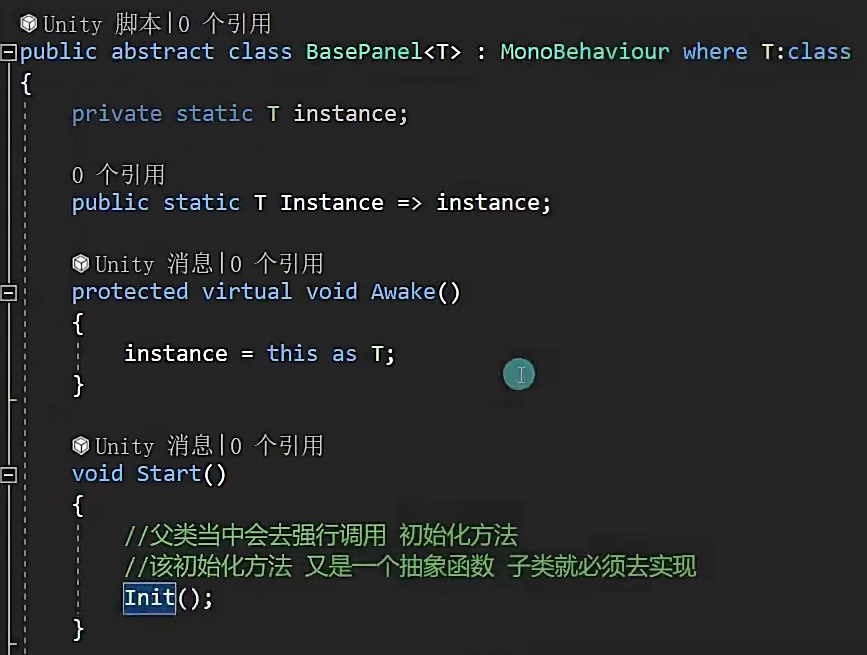 Unity 脚本|0 个引用
public abstract class BasePanel<T> : MonoBehaviour where T:class
{
private static T instance;
0 个引用
public static T Instance => instance;
Unity 消息|0 个引用
protected virtual void Awake()
{
instance = this as T;
}
Unity 消息|0 个引用
void Start()
{
//父类当中会去强行调用 初始化方法
//该初始化方法 又是一个抽象函数 子类就必须去实现
Init();
}